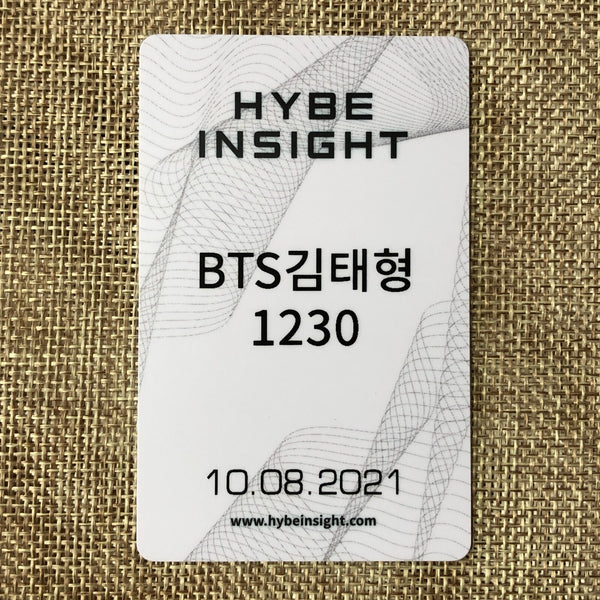 HYBE
INSIGHT
BTS김태형
1230
10.08.2021
www.hybeinsight.com